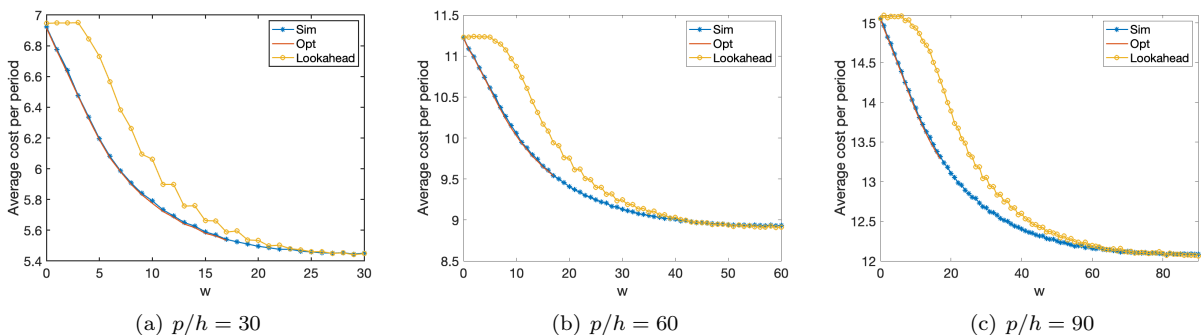 7
6.8
6.6
6.4
6.2
6
5.8
5.6
5.4
Average cost per period
0 5 10 15 20 25 30
w
Sim
Opt
Lookahead
(a) p/h = 30
11.5
11
10.5
10
9.5
9
8.5
Average cost per period
0 10 20 30 40 50 60
w
Sim
Opt
Lookahead
(b) p/h = 60
15
14.5
14
13.5
13
12.5
12
Average cost per period
0 20 40 60 80
w
Sim
Opt
Lookahead
(c) p/h = 90